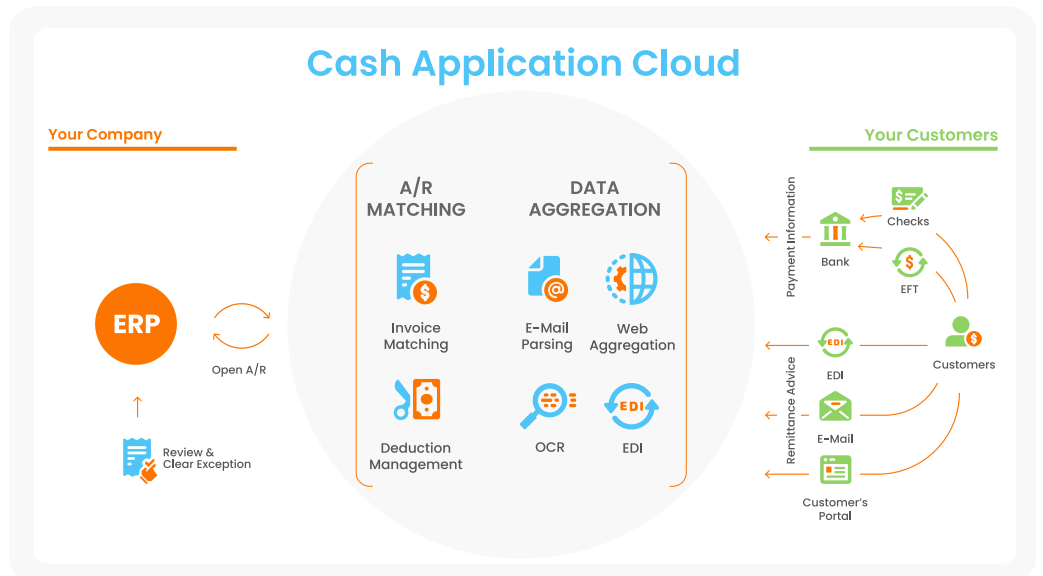 Cash Application Cloud
Your Company
Your Customers
A/R
MATCHING
DATA
AGGREGATION
Invoice
Matching
E-Mail
Parsing
Web
Aggregation
Deduction
Management
OCR
EDI
EDI
ERP
Open A/R
Review &
Clear Exception
Payment Information
Remittance Advice
Checks
Bank
EFT
EDI
EDI
E-Mail
Customer's
Portal
Customers